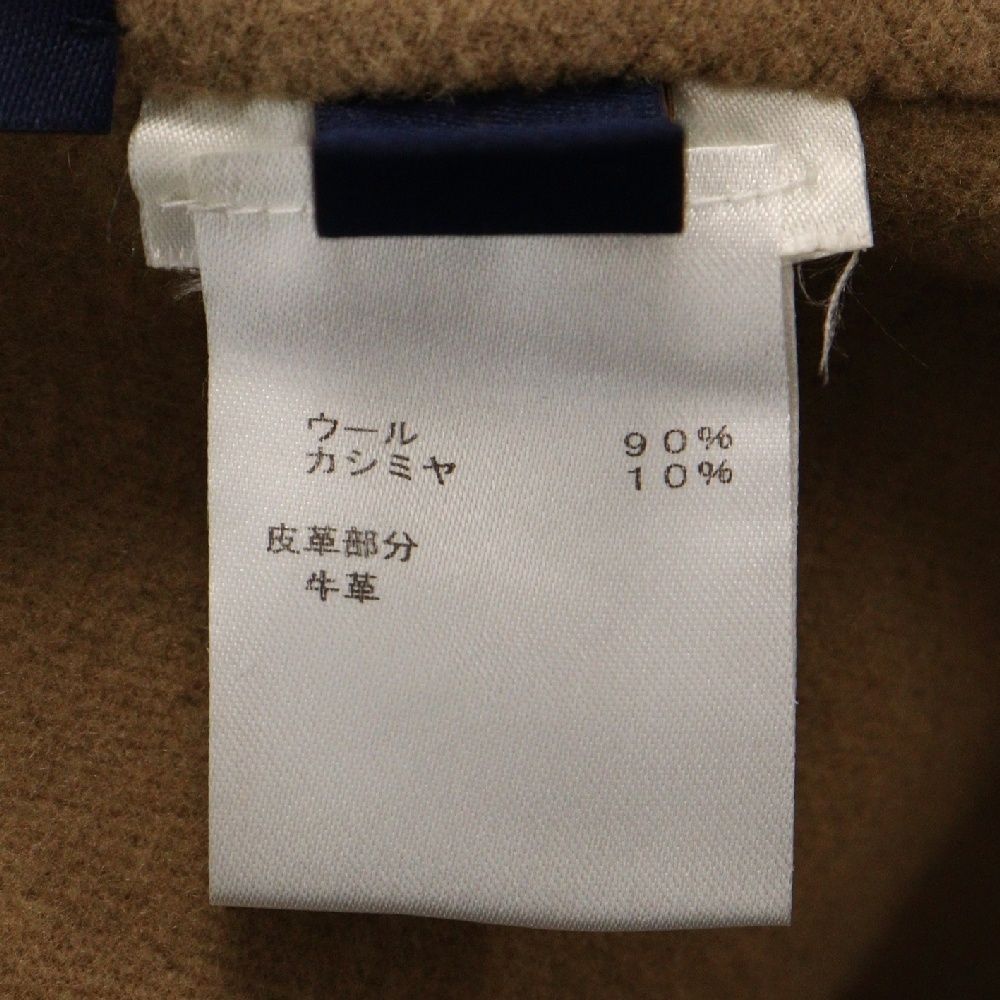 ウール 90%
カシミヤ 10%
皮革部分
牛革